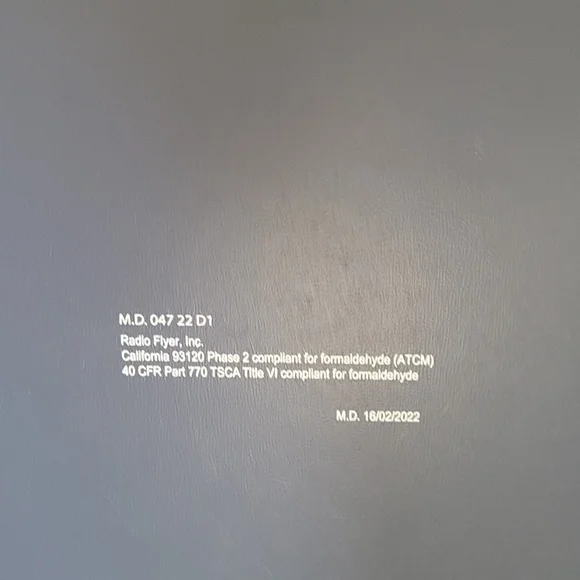 M.D. 047 22 D1
Radio Flyer, Inc.
California 93120 Phase 2 compliant for formaldehyde (ATCM)
40 CFR Part 770 TSCA Title VI compliant for formaldehyde
M.D. 16/02/2022